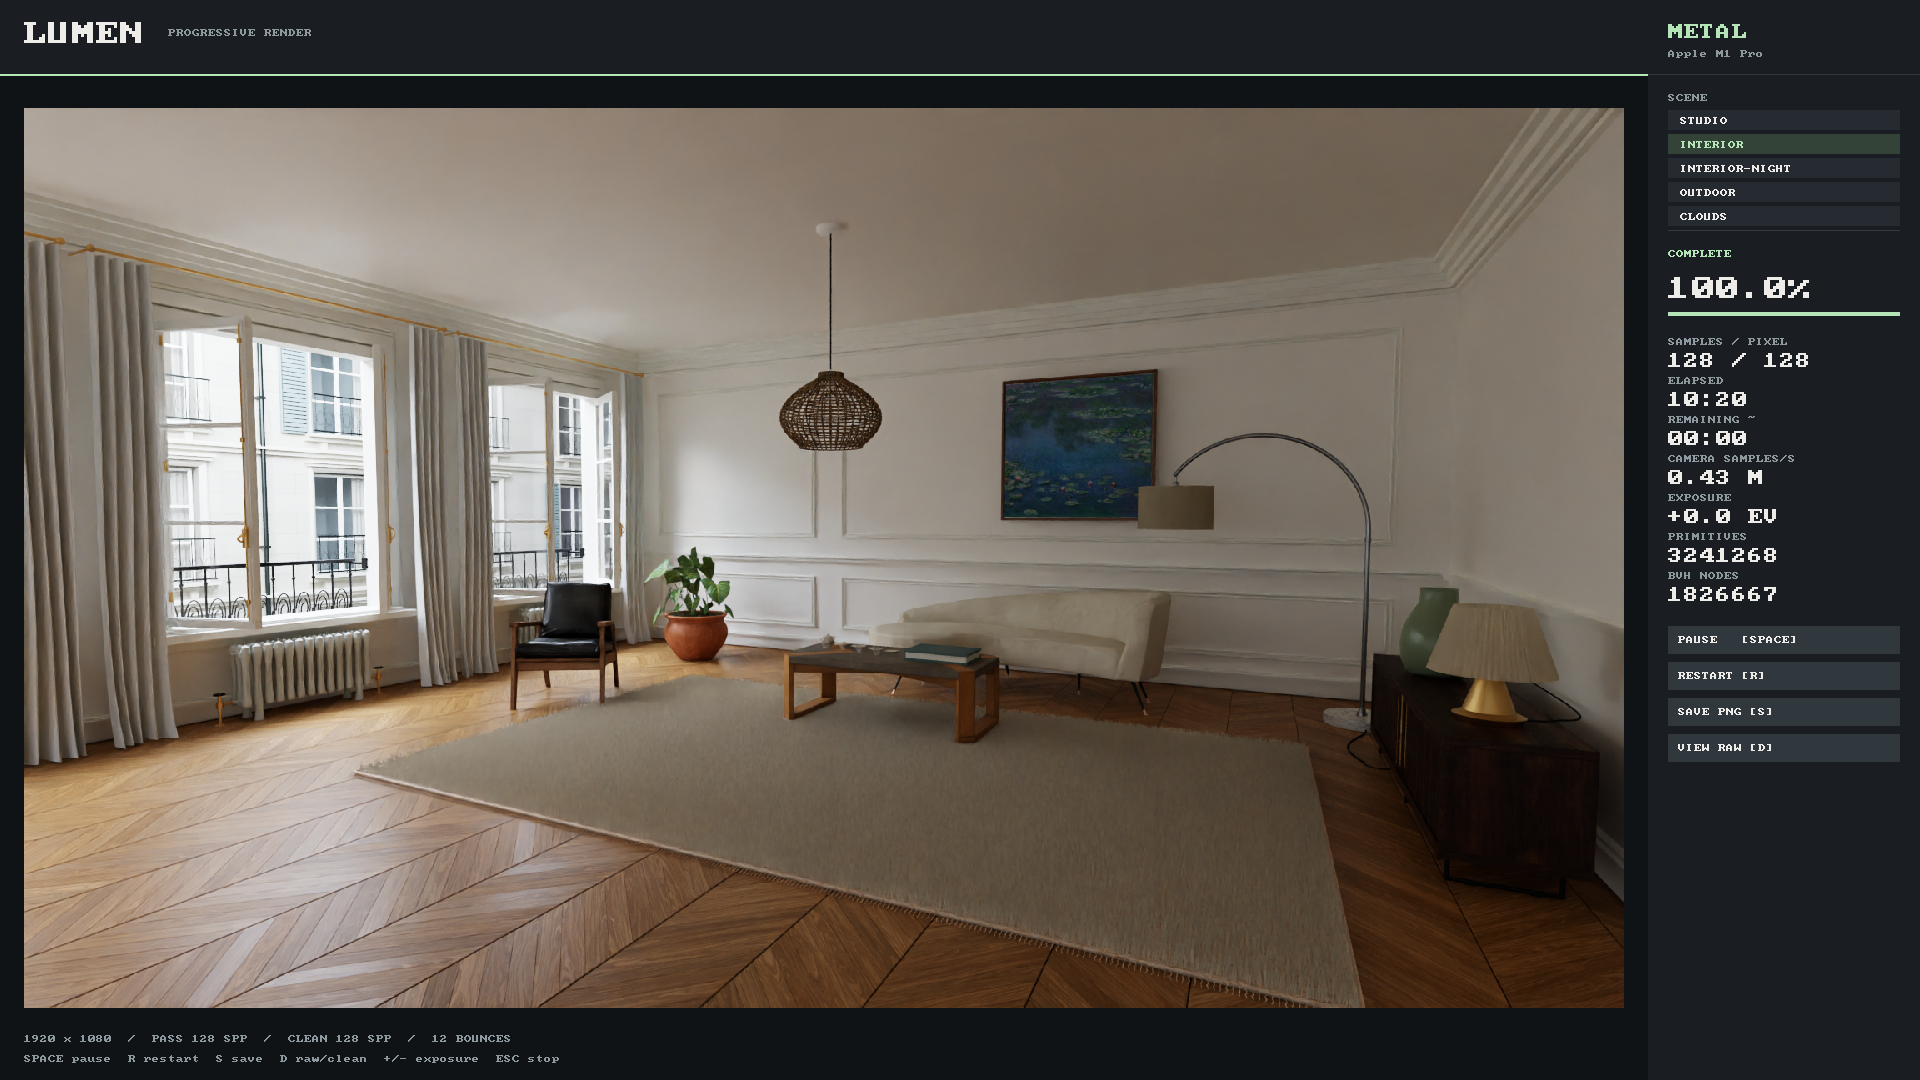 LUMEN PROGRESSIVE RENDER
METAL
Apple M1 Pro
SCENE
STUDIO
INTERIOR
INTERIOR-NIGHT
OUTDOOR
CLOUDS
COMPLETE
100.0%
SAMPLES / PIXEL
128 / 128
ELAPSED
10:20
REMAINING ~
00:00
CAMERA SAMPLES/S
0.43 M
EXPOSURE
+0.0 EV
PRIMITIVES
3241268
BVH NODES
1826667
PAUSE [SPACE]
RESTART [R]
SAVE PNG [S]
VIEW RAW [D]
1920 x 1080 / PASS 128 SPP / CLEAN 128 SPP / 12 BOUNCES
SPACE pause R restart S save D raw/clean +/- exposure ESC stop